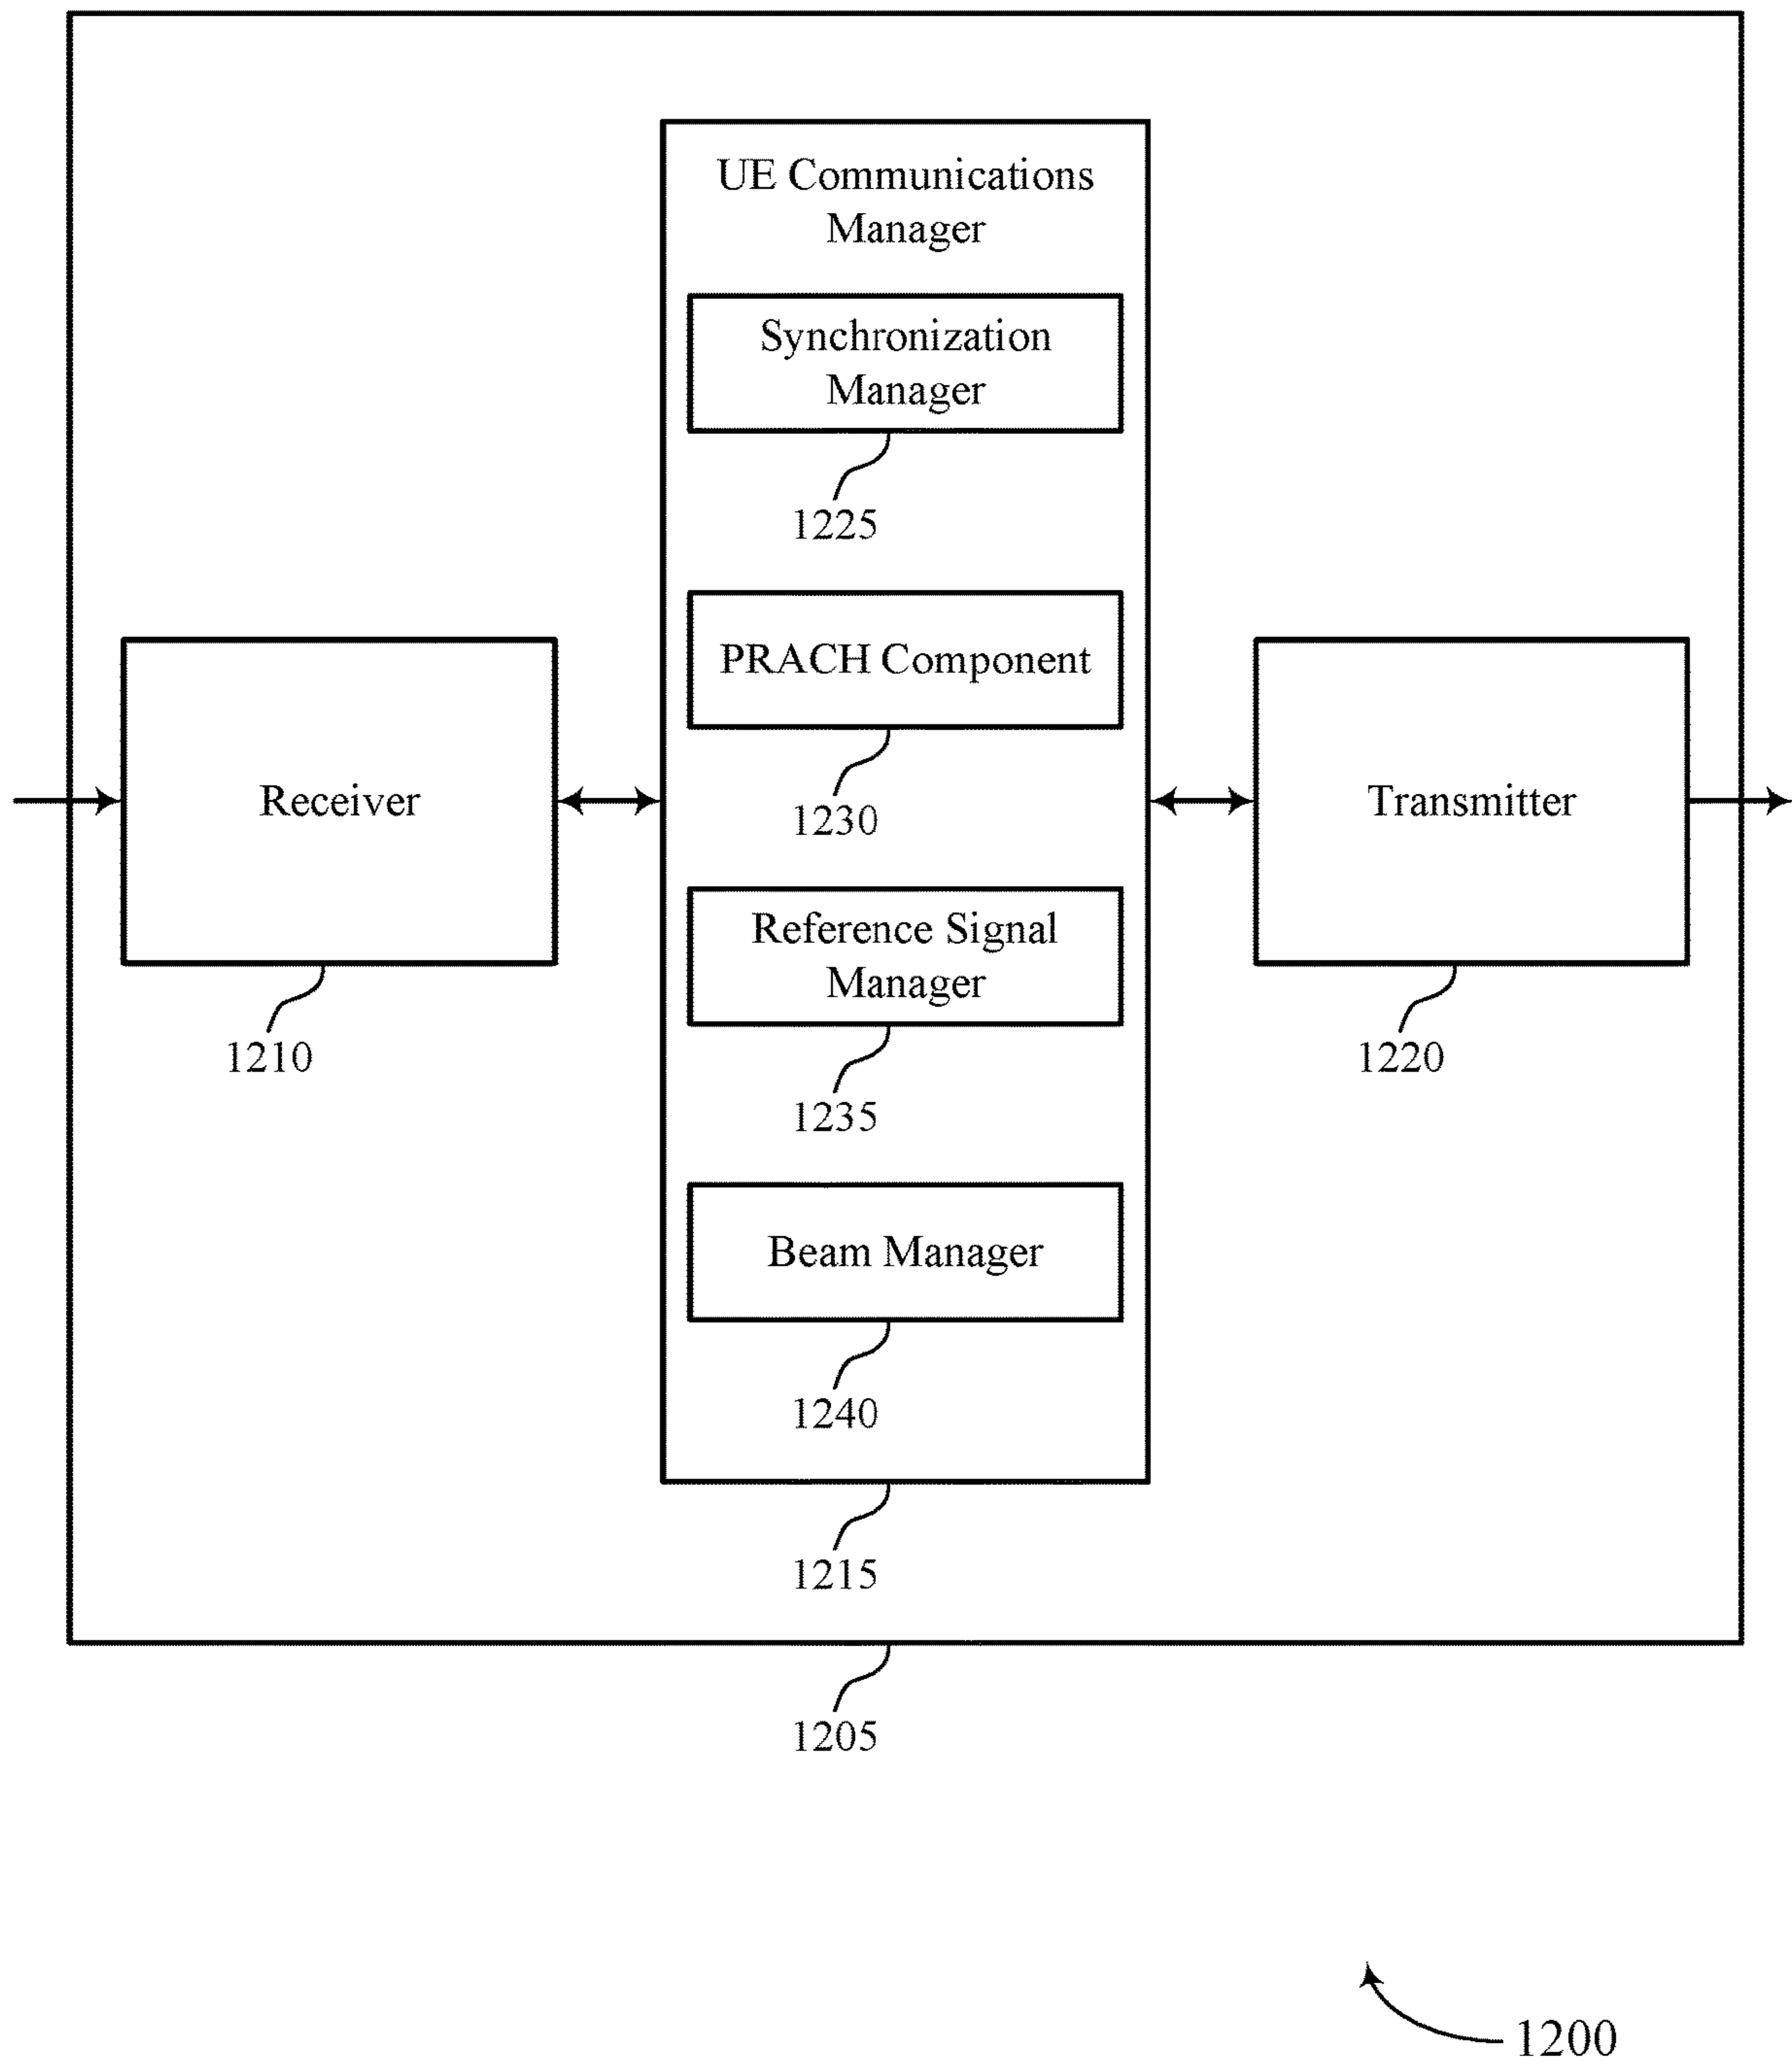 UE Communications
Manager
Synchronization
Manager
1225
PRACH Component
1230
Receiver
1210
Transmitter
1220
Reference Signal
Manager
1235
Beam Manager
1240
1215
1205
1200